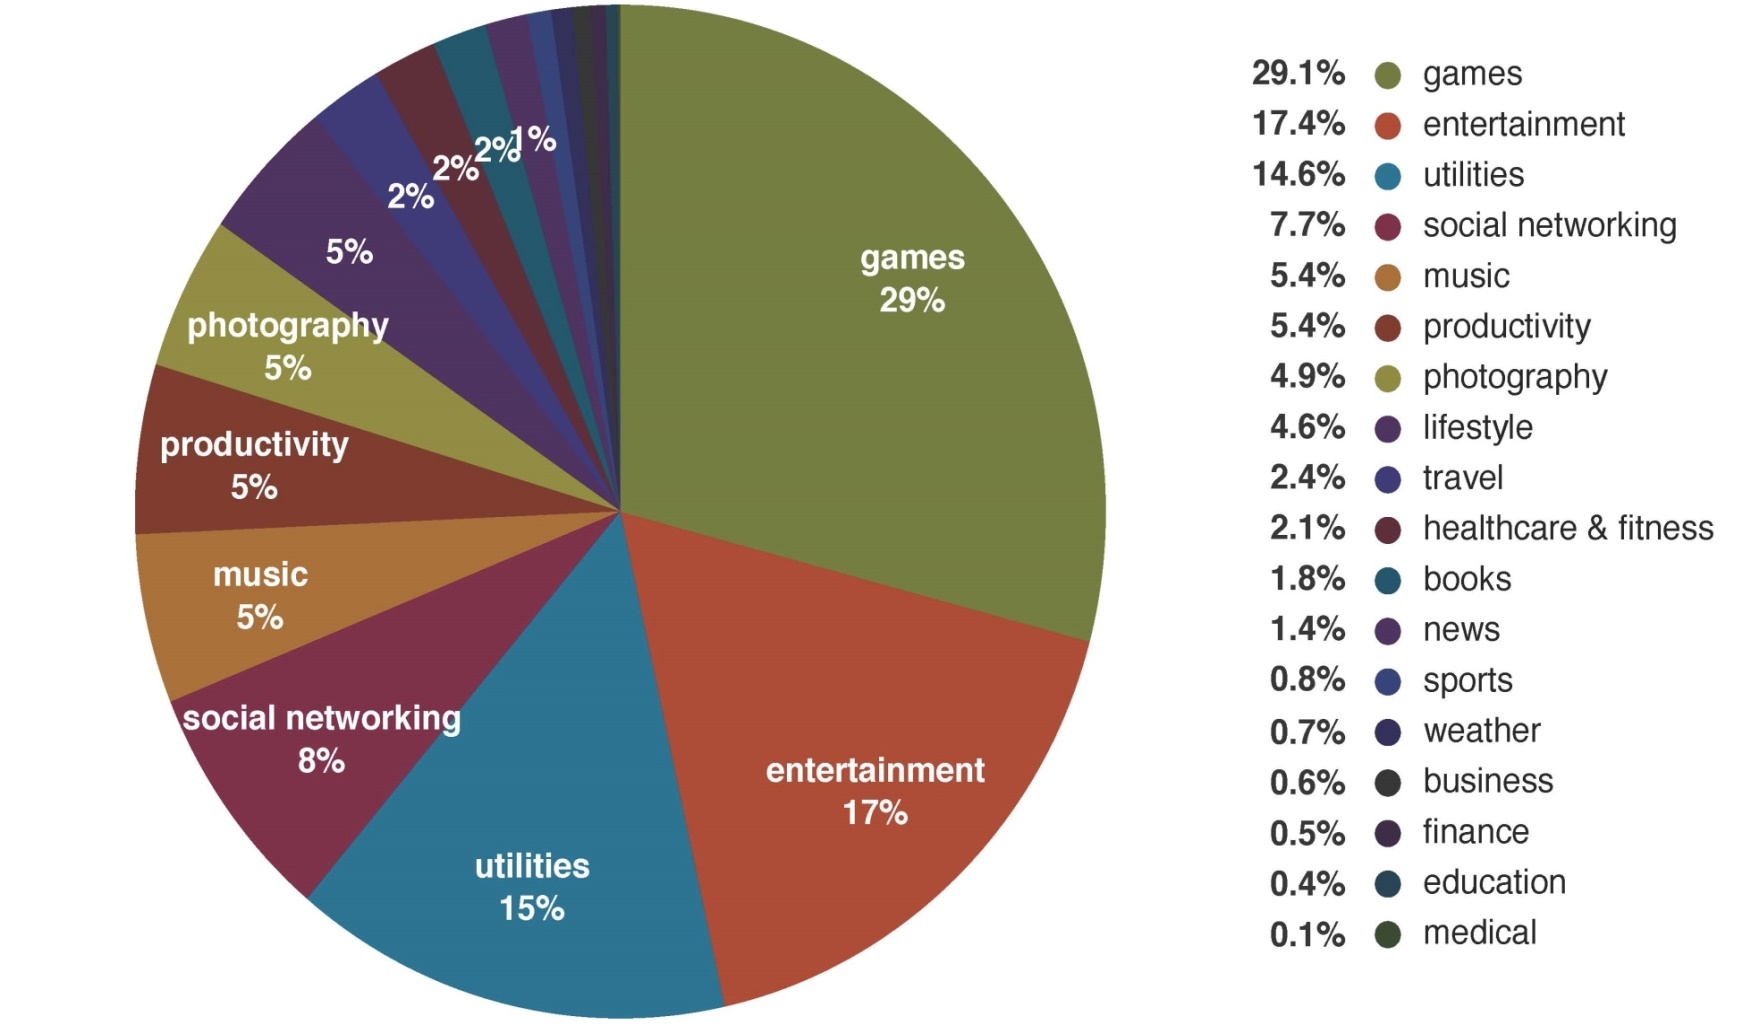 games
29%
entertainment
17%
utilities
15%
social networking
8%
music
5%
productivity
5%
photography
5%
5%
2%
2%
2%
1%
29.1% games
17.4% entertainment
14.6% utilities
7.7% social networking
5.4% music
5.4% productivity
4.9% photography
4.6% lifestyle
2.4% travel
2.1% healthcare & fitness
1.8% books
1.4% news
0.8% sports
0.7% weather
0.6% business
0.5% finance
0.4% education
0.1% medical